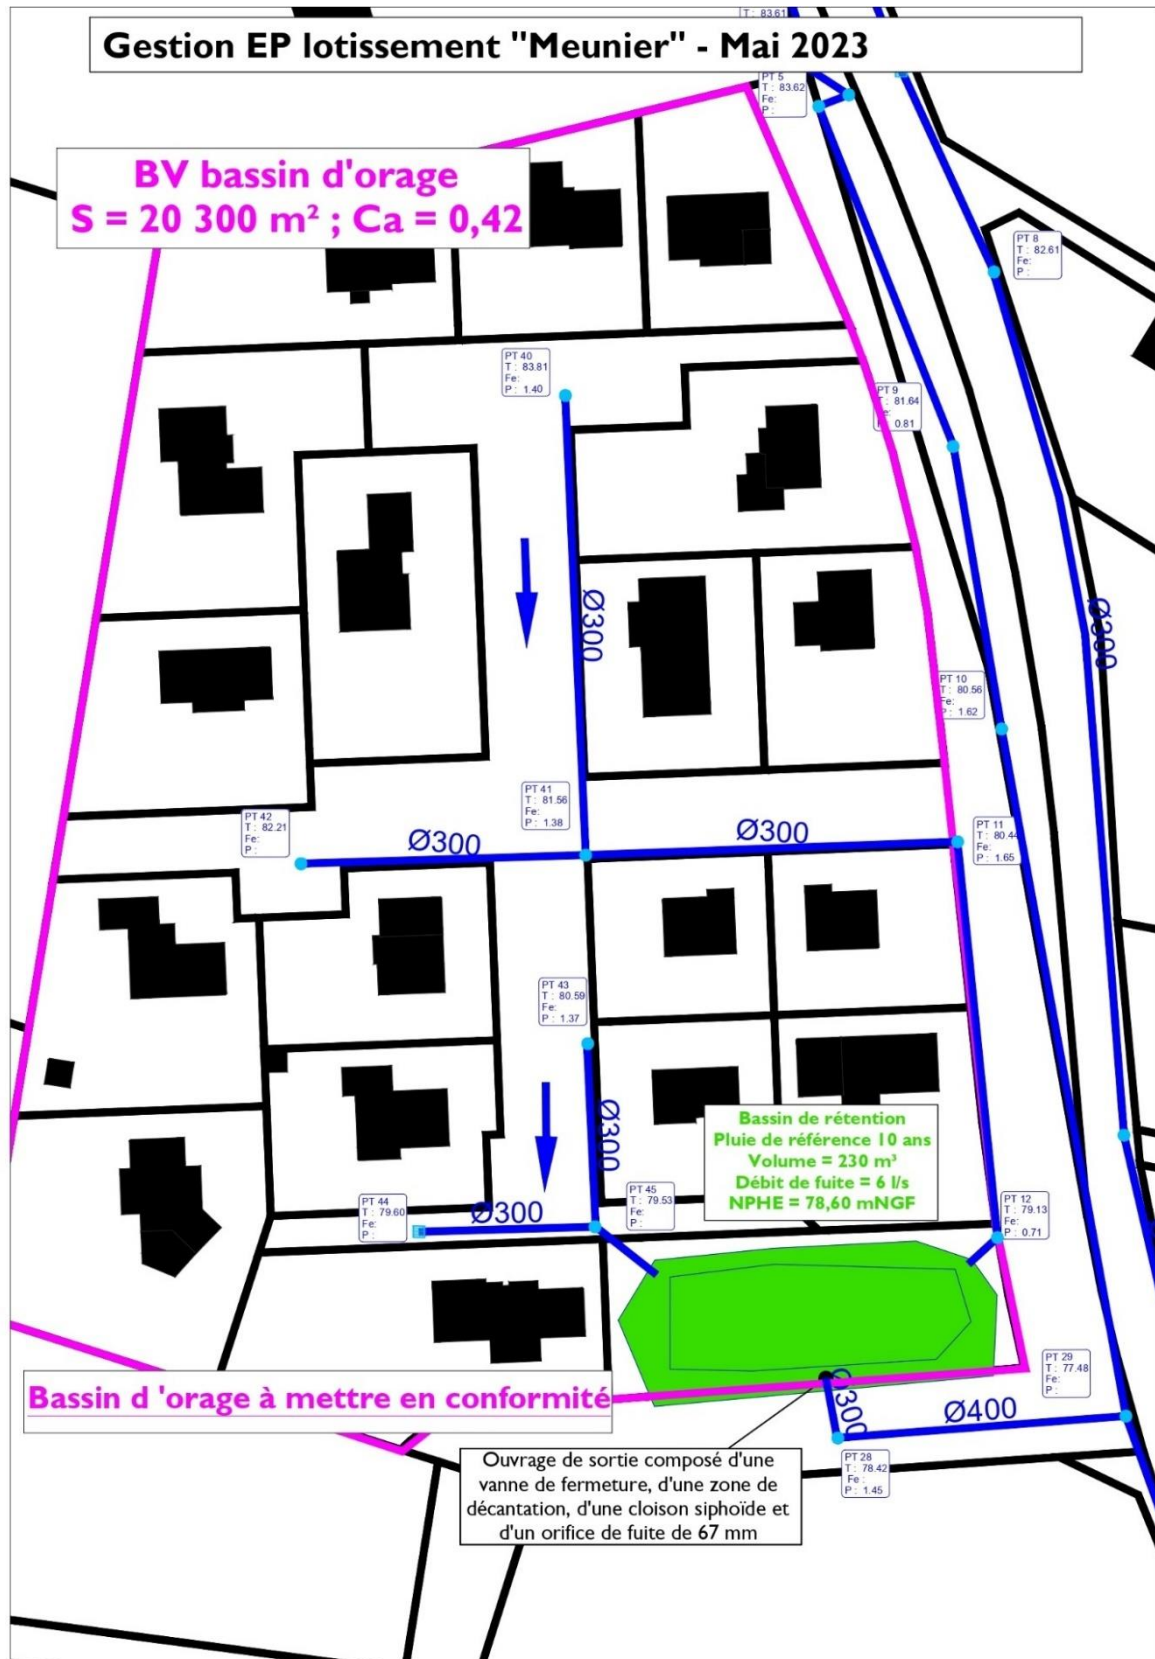 T : 83.61
Gestion EP lotissement "Meunier" - Mai 2023
PT 5
T : 83.62
Fe:
P :
BV bassin d'orage
S = 20 300 m² ; Ca = 0,42
PT 8
T : 82.61
Fe:
P :
PT 40
T : 83.81
Fe:
P : 1.40
PT 9
T : 81.64
0.81
Ø300
Ø300
PT 10
T : 80.56
Fe:
P : 1.62
PT 41
T : 81.56
Fe:
P : 1.38
PT 42
T : 82.21
Fe:
P :
Ø300
Ø300
PT 11
T : 80.44
Fe:
P : 1.65
PT 43
T : 80.59
Fe:
P : 1.37
Ø300
Bassin de rétention
Pluie de référence 10 ans
Volume = 230 m³
Débit de fuite = 6 l/s
NPHE = 78,60 mNGF
PT 44
T : 79.60
Fe:
P :
Ø300
PT 45
T : 79.53
Fe:
P :
PT 12
T : 79.13
Fe:
P : 0.71
PT 29
T : 77.48
Fe:
P :
Bassin d 'orage à mettre en conformité
Ø300
Ø400
PT 28
T : 78.42
Fe :
P : 1.45
Ouvrage de sortie composé d'une
vanne de fermeture, d'une zone de
décantation, d'une cloison siphoïde et
d'un orifice de fuite de 67 mm